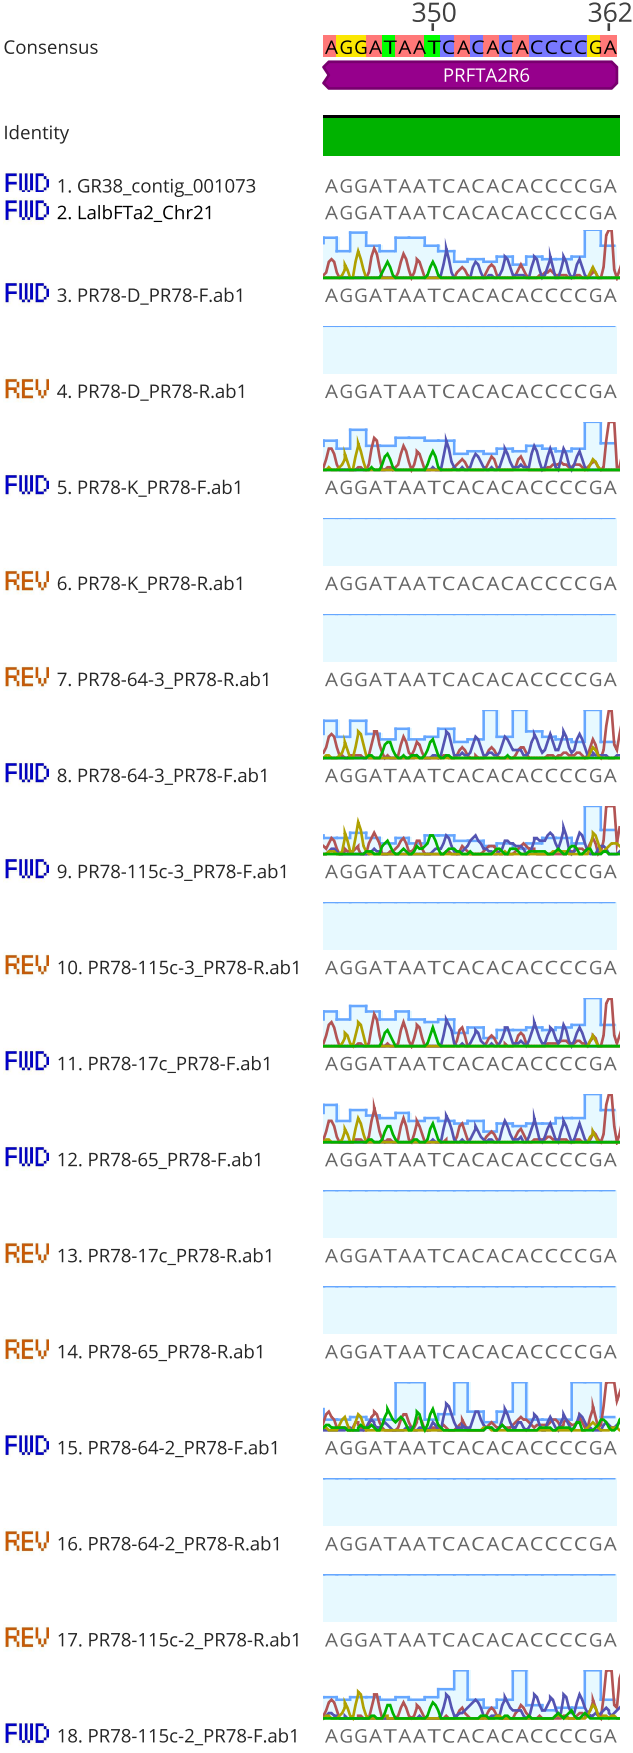 350 362
Consensus AGGATAATCACACACCCCGA
PRFTA2R6
Identity
FWD 1. GR38_contig_001073 AGGATAATCACACACCCCGA
FWD 2. LalbFTa2_Chr21 AGGATAATCACACACCCCGA
FWD 3. PR78-D_PR78-F.ab1 AGGATAATCACACACCCCGA
REV 4. PR78-D_PR78-R.ab1 AGGATAATCACACACCCCGA
FWD 5. PR78-K_PR78-F.ab1 AGGATAATCACACACCCCGA
REV 6. PR78-K_PR78-R.ab1 AGGATAATCACACACCCCGA
REV 7. PR78-64-3_PR78-R.ab1 AGGATAATCACACACCCCGA
FWD 8. PR78-64-3_PR78-F.ab1 AGGATAATCACACACCCCGA
FWD 9. PR78-115c-3_PR78-F.ab1 AGGATAATCACACACCCCGA
REV 10. PR78-115c-3_PR78-R.ab1 AGGATAATCACACACCCCGA
FWD 11. PR78-17c_PR78-F.ab1 AGGATAATCACACACCCCGA
FWD 12. PR78-65_PR78-F.ab1 AGGATAATCACACACCCCGA
REV 13. PR78-17c_PR78-R.ab1 AGGATAATCACACACCCCGA
REV 14. PR78-65_PR78-R.ab1 AGGATAATCACACACCCCGA
FWD 15. PR78-64-2_PR78-F.ab1 AGGATAATCACACACCCCGA
REV 16. PR78-64-2_PR78-R.ab1 AGGATAATCACACACCCCGA
REV 17. PR78-115c-2_PR78-R.ab1 AGGATAATCACACACCCCGA
FWD 18. PR78-115c-2_PR78-F.ab1 AGGATAATCACACACCCCGA